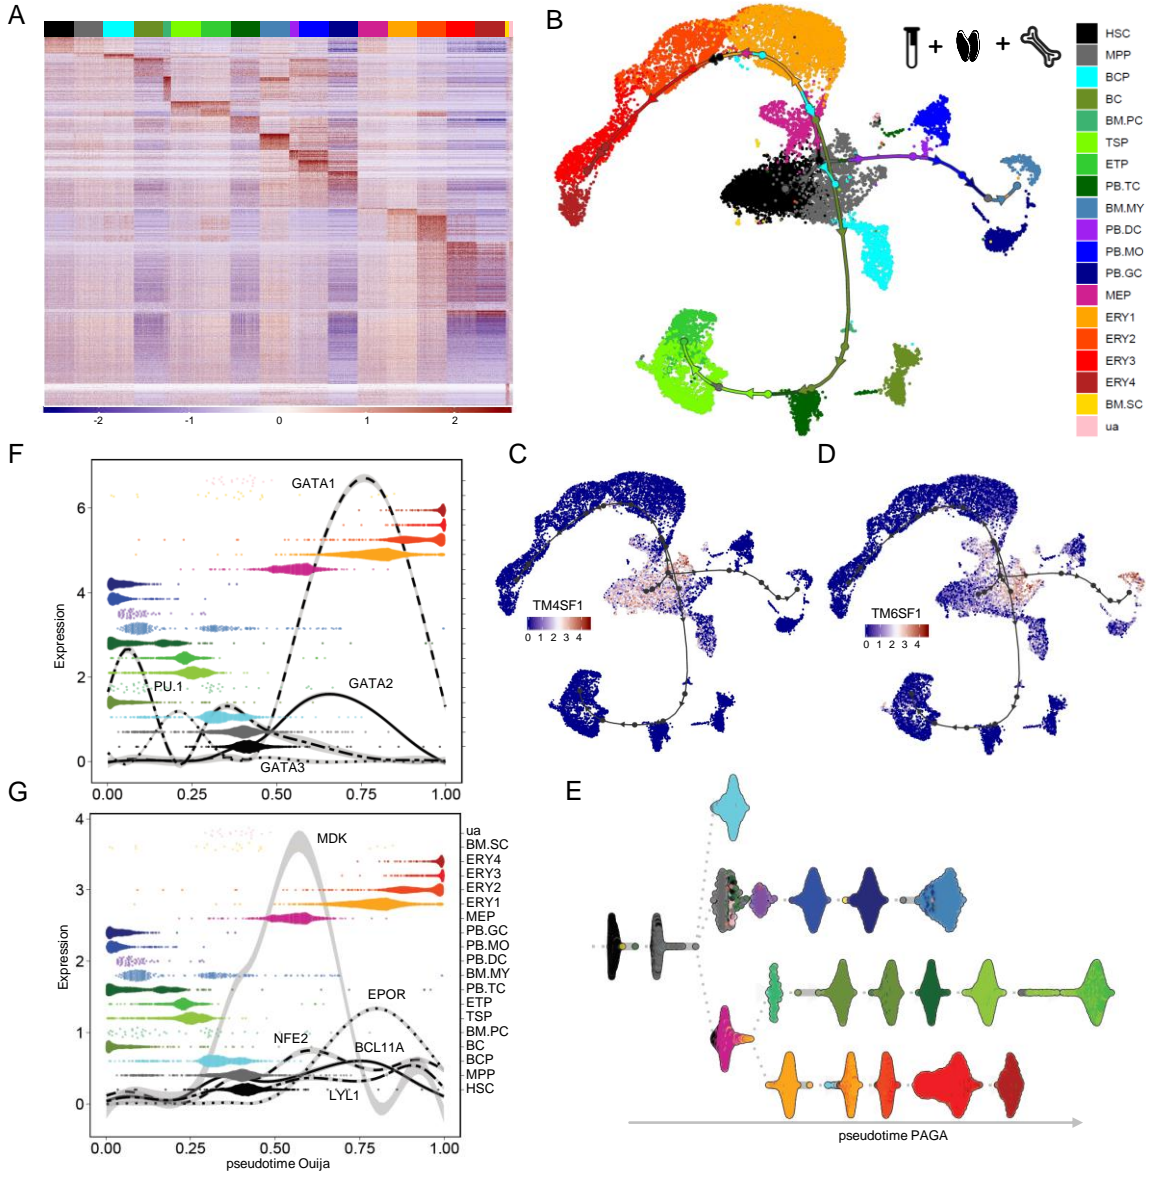 A
-2 -1 0 1 2
B
+ +
HSC
MPP
BCP
BC
BM.PC
TSP
ETP
PB.TC
BM.MY
PB.DC
PB.MO
PB.GC
MEP
ERY1
ERY2
ERY3
ERY4
BM.SC
ua
F
Expression
6
4
2
0
GATA1
PU.1
GATA2
GATA3
0.00 0.25 0.50 0.75 1.00
C
TM4SF1
0 1 2 3 4
D
TM6SF1
0 1 2 3 4
G
Expression
4
3
2
1
0
MDK
EPOR
NFE2
BCL11A
LYL1
ua
BM.SC
ERY4
ERY3
ERY2
ERY1
MEP
PB.GC
PB.MO
PB.DC
BM.MY
PB.TC
ETP
TSP
BM.PC
BC
BCP
MPP
HSC
0.00 0.25 0.50 0.75 1.00
pseudotime Ouija
E
pseudotime PAGA